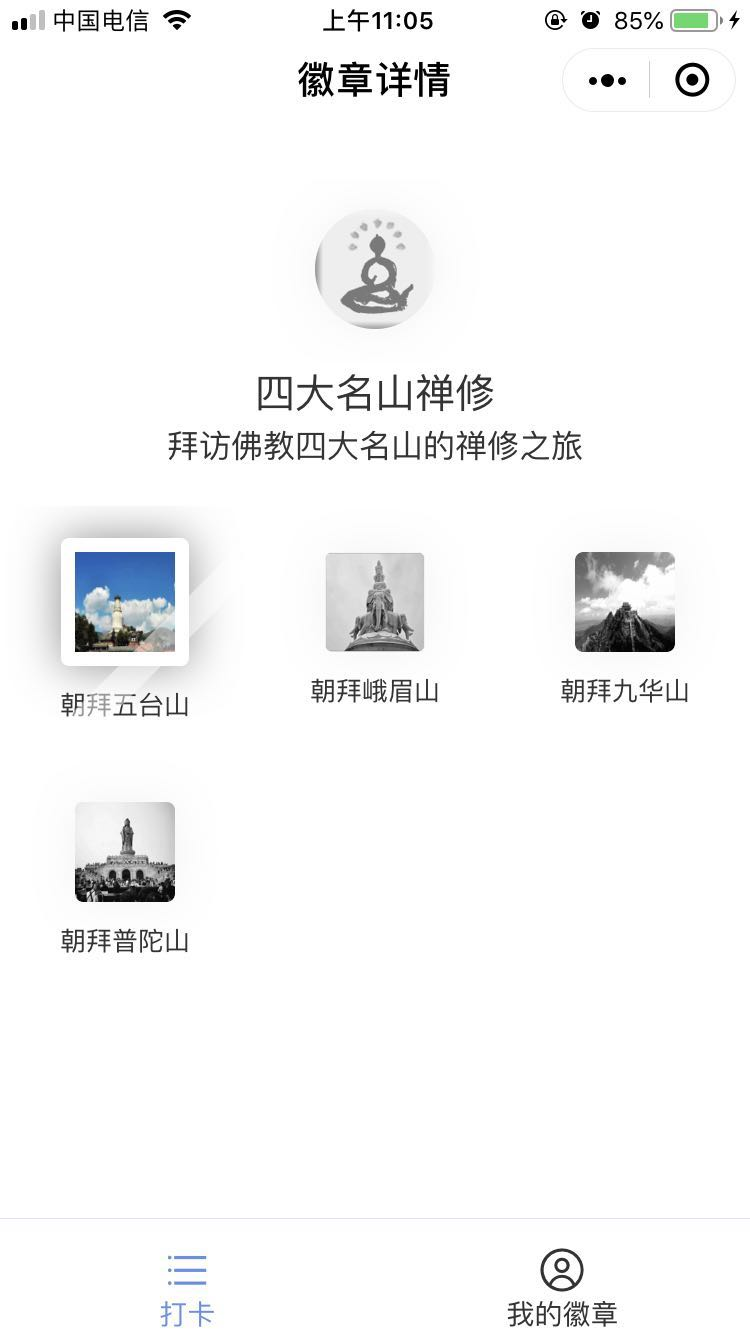 中国电信
上午11:05
85%
徽章详情
四大名山禅修
拜访佛教四大名山的禅修之旅
朝拜五台山
朝拜峨眉山
朝拜九华山
朝拜普陀山
打卡
我的徽章